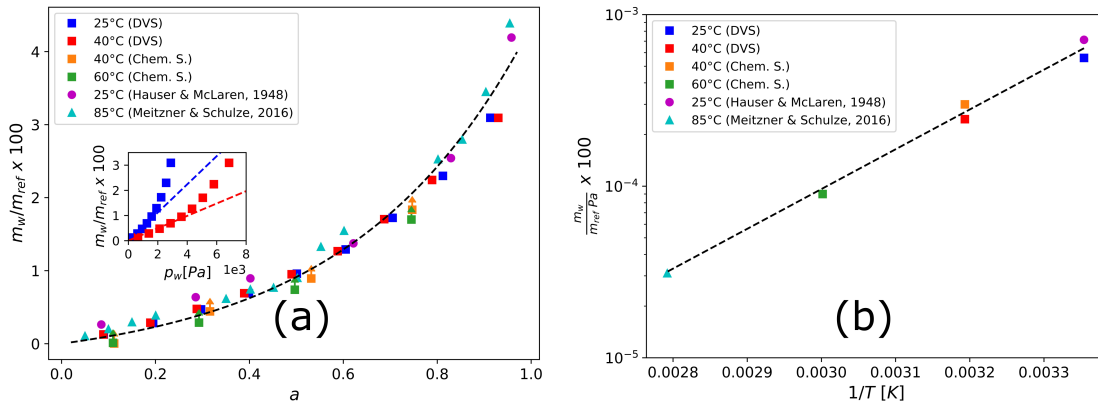 25°C (DVS)
40°C (DVS)
40°C (Chem. S.)
60°C (Chem. S.)
25°C (Hauser & McLaren, 1948)
85°C (Meitzner & Schulze, 2016)
m_w/m_ref x 100
4
3
2
1
0
0.0 0.2 0.4 0.6 0.8 1.0
a
(a)
m_w/m_ref x 100
3
2
1
0
0 2 4 6 8
p_w[Pa]
1e3
25°C (DVS)
40°C (DVS)
40°C (Chem. S.)
60°C (Chem. S.)
25°C (Hauser & McLaren, 1948)
85°C (Meitzner & Schulze, 2016)
m_w/m_ref Pa x 100
10⁻³
10⁻⁴
10⁻⁵
0.0028 0.0029 0.0030 0.0031 0.0032 0.0033
1/T [K]
(b)